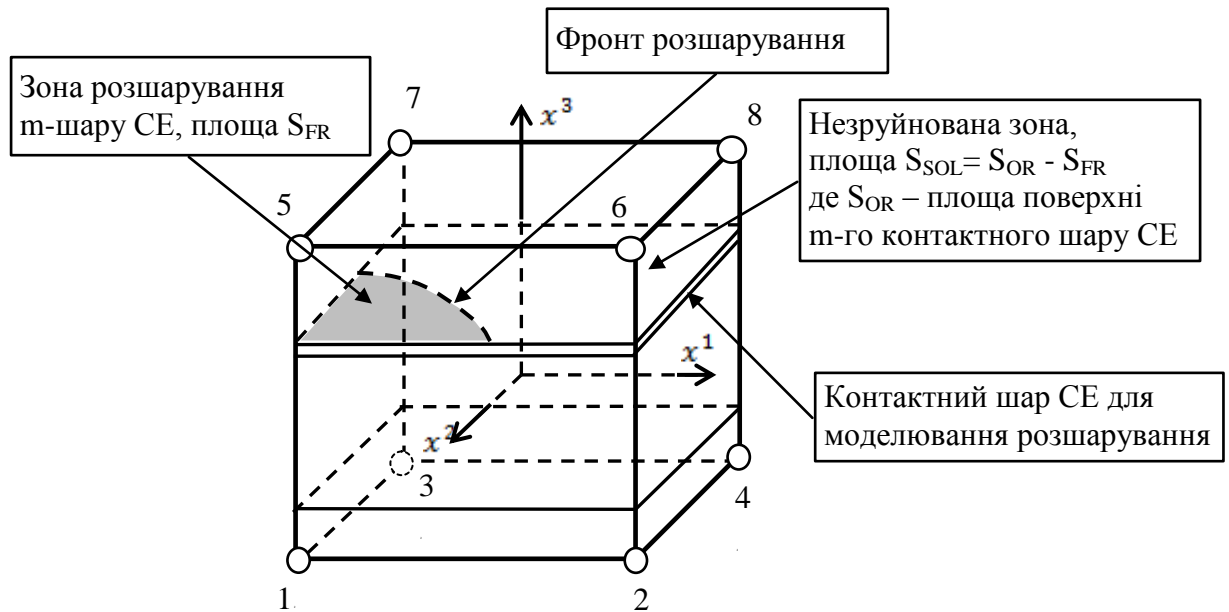 Фронт розшарування
Зона розшарування
m-шару СЕ, площа S_FR
7
x³
8
Незруйнована зона,
площа S_SOL= S_OR - S_FR
де S_OR – площа поверхні
m-го контактного шару СЕ
5
6
x¹
Контактний шар СЕ для
моделювання розшарування
x²
3
4
1
2